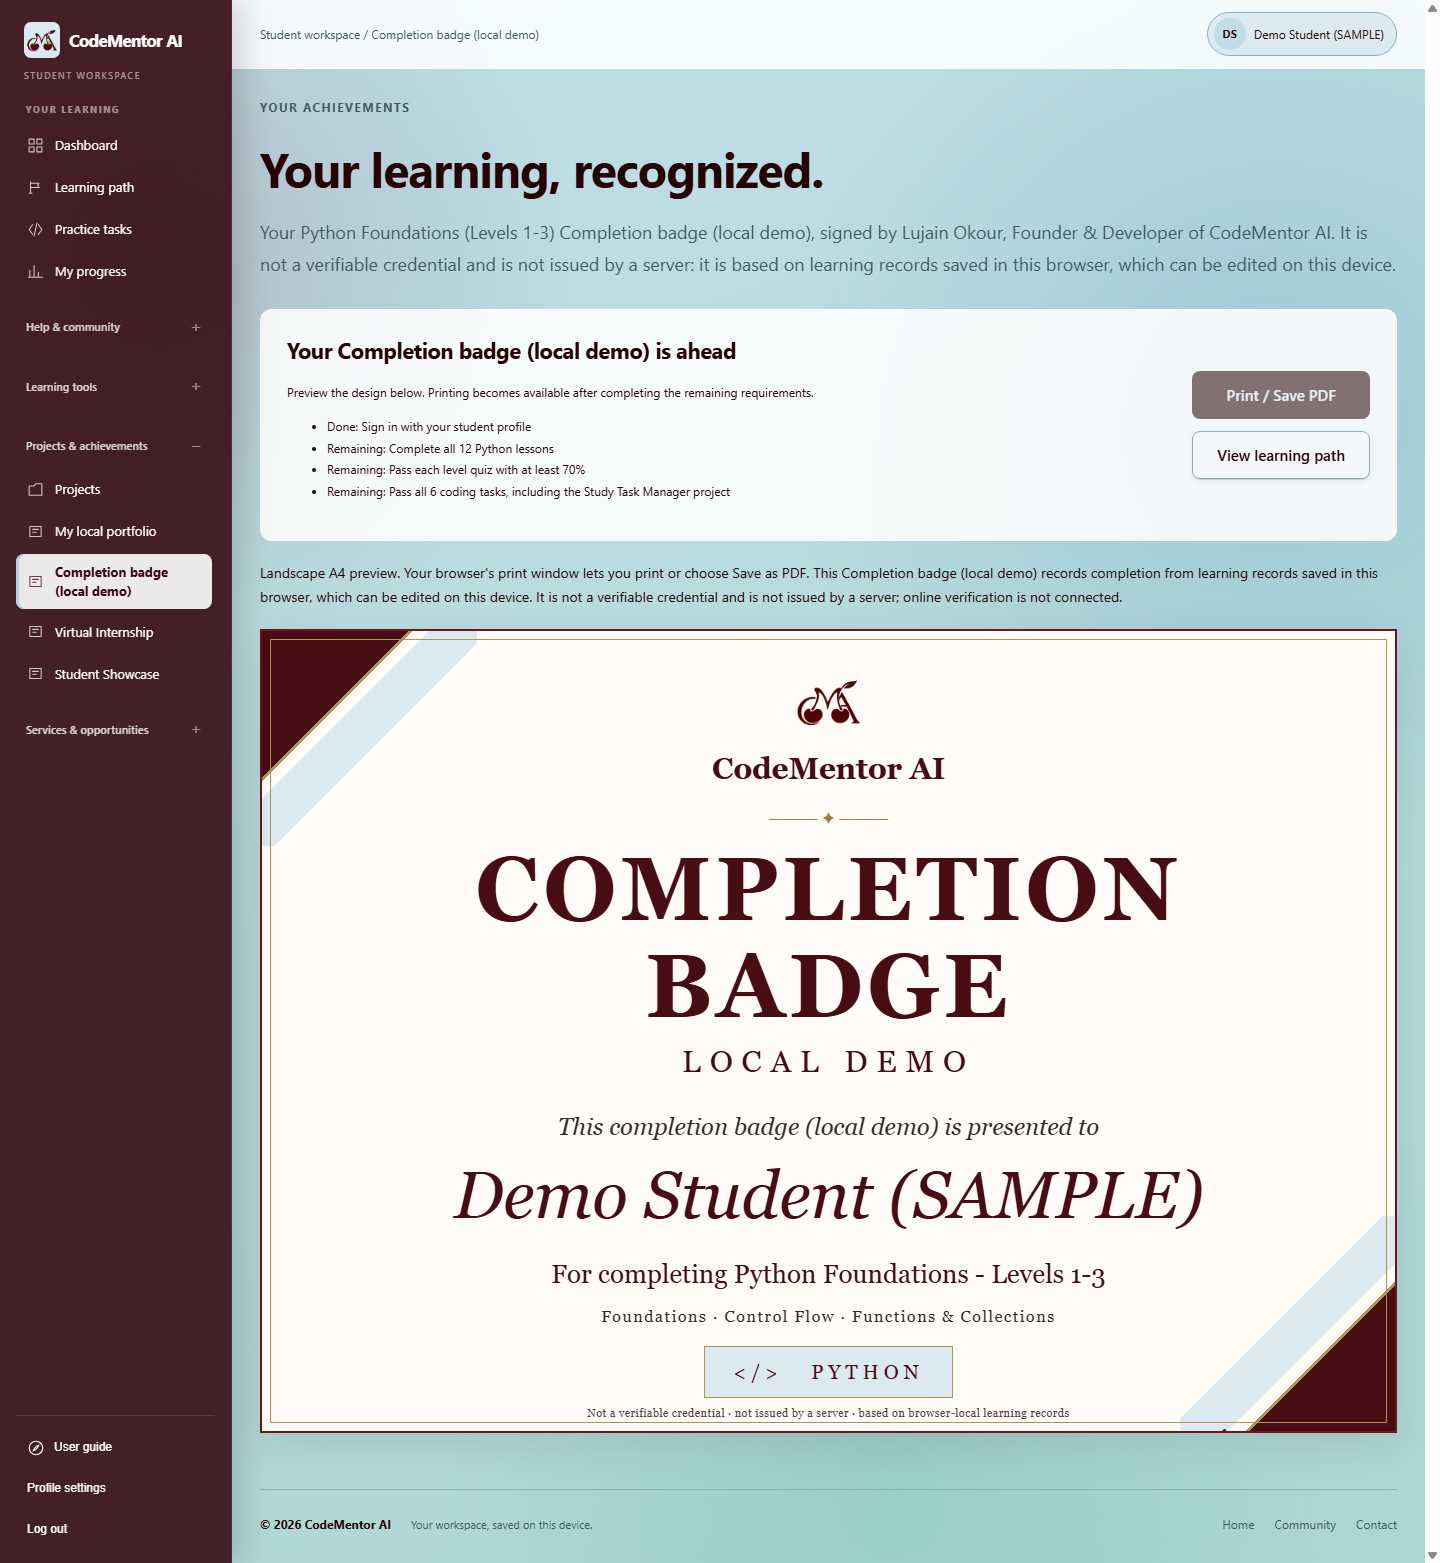 CodeMentor AI
STUDENT WORKSPACE
YOUR LEARNING
Dashboard
Learning path
Practice tasks
My progress
Help & community
Learning tools
Projects & achievements
Projects
My local portfolio
Completion badge
(local demo)
Virtual Internship
Student Showcase
Services & opportunities
User guide
Profile settings
Log out
Student workspace / Completion badge (local demo)
DS Demo Student (SAMPLE)
YOUR ACHIEVEMENTS
Your learning, recognized.
Your Python Foundations (Levels 1-3) Completion badge (local demo), signed by Lujain Okour, Founder & Developer of CodeMentor AI. It is
not a verifiable credential and is not issued by a server: it is based on learning records saved in this browser, which can be edited on this device.
Your Completion badge (local demo) is ahead
Preview the design below. Printing becomes available after completing the remaining requirements.
Done: Sign in with your student profile
Remaining: Complete all 12 Python lessons
Remaining: Pass each level quiz with at least 70%
Remaining: Pass all 6 coding tasks, including the Study Task Manager project
Print / Save PDF
View learning path
Landscape A4 preview. Your browser's print window lets you print or choose Save as PDF. This Completion badge (local demo) records completion from learning records saved in this
browser, which can be edited on this device. It is not a verifiable credential and is not issued by a server; online verification is not connected.
CodeMentor AI
COMPLETION
BADGE
LOCAL DEMO
This completion badge (local demo) is presented to
Demo Student (SAMPLE)
For completing Python Foundations - Levels 1-3
Foundations · Control Flow · Functions & Collections
</> PYTHON
Not a verifiable credential · not issued by a server · based on browser-local learning records
© 2026 CodeMentor AI
Your workspace, saved on this device.
Home
Community
Contact